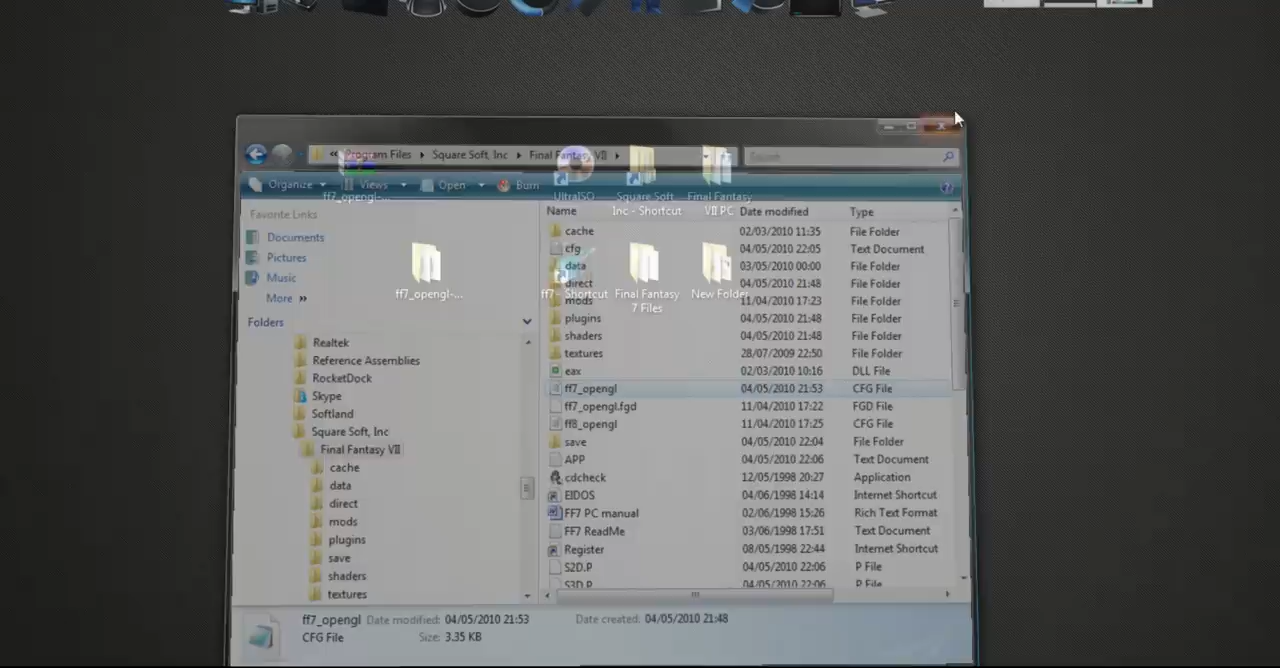 « Program Files ▸ Square Soft, Inc ▸ Final Fantasy VII ▸
Search
Organize Views Open Burn
ff7_opengl-...
UltraISO
Square Soft Inc - Shortcut
Final Fantasy VII PC
ff7_opengl-...
ff7 - Shortcut
Final Fantasy 7 Files
New Folder
Favorite Links
Documents
Pictures
Music
More »
Folders
Realtek
Reference Assemblies
RocketDock
Skype
Softland
Square Soft, Inc
Final Fantasy VII
cache
data
direct
mods
plugins
save
shaders
textures
Name Date modified Type
cache 02/03/2010 11:35 File Folder
cfg 04/05/2010 22:05 Text Document
data 03/05/2010 00:00 File Folder
direct 04/05/2010 21:48 File Folder
mods 11/04/2010 17:23 File Folder
plugins 04/05/2010 21:48 File Folder
shaders 04/05/2010 21:48 File Folder
textures 28/07/2009 22:50 File Folder
eax 02/03/2010 10:16 DLL File
ff7_opengl 04/05/2010 21:53 CFG File
ff7_opengl.fgd 11/04/2010 17:22 FGD File
ff8_opengl 11/04/2010 17:25 CFG File
save 04/05/2010 22:04 File Folder
APP 04/05/2010 22:06 Text Document
cdcheck 12/05/1998 20:27 Application
EIDOS 04/06/1998 14:14 Internet Shortcut
FF7 PC manual 02/06/1998 15:26 Rich Text Format
FF7 ReadMe 03/06/1998 17:51 Text Document
Register 08/05/1998 22:44 Internet Shortcut
S2D.P 04/05/2010 22:06 P File
S3D.P 04/05/2010 22:06 P File
ff7_opengl Date modified: 04/05/2010 21:53 Date created: 04/05/2010 21:48
CFG File Size: 3.35 KB